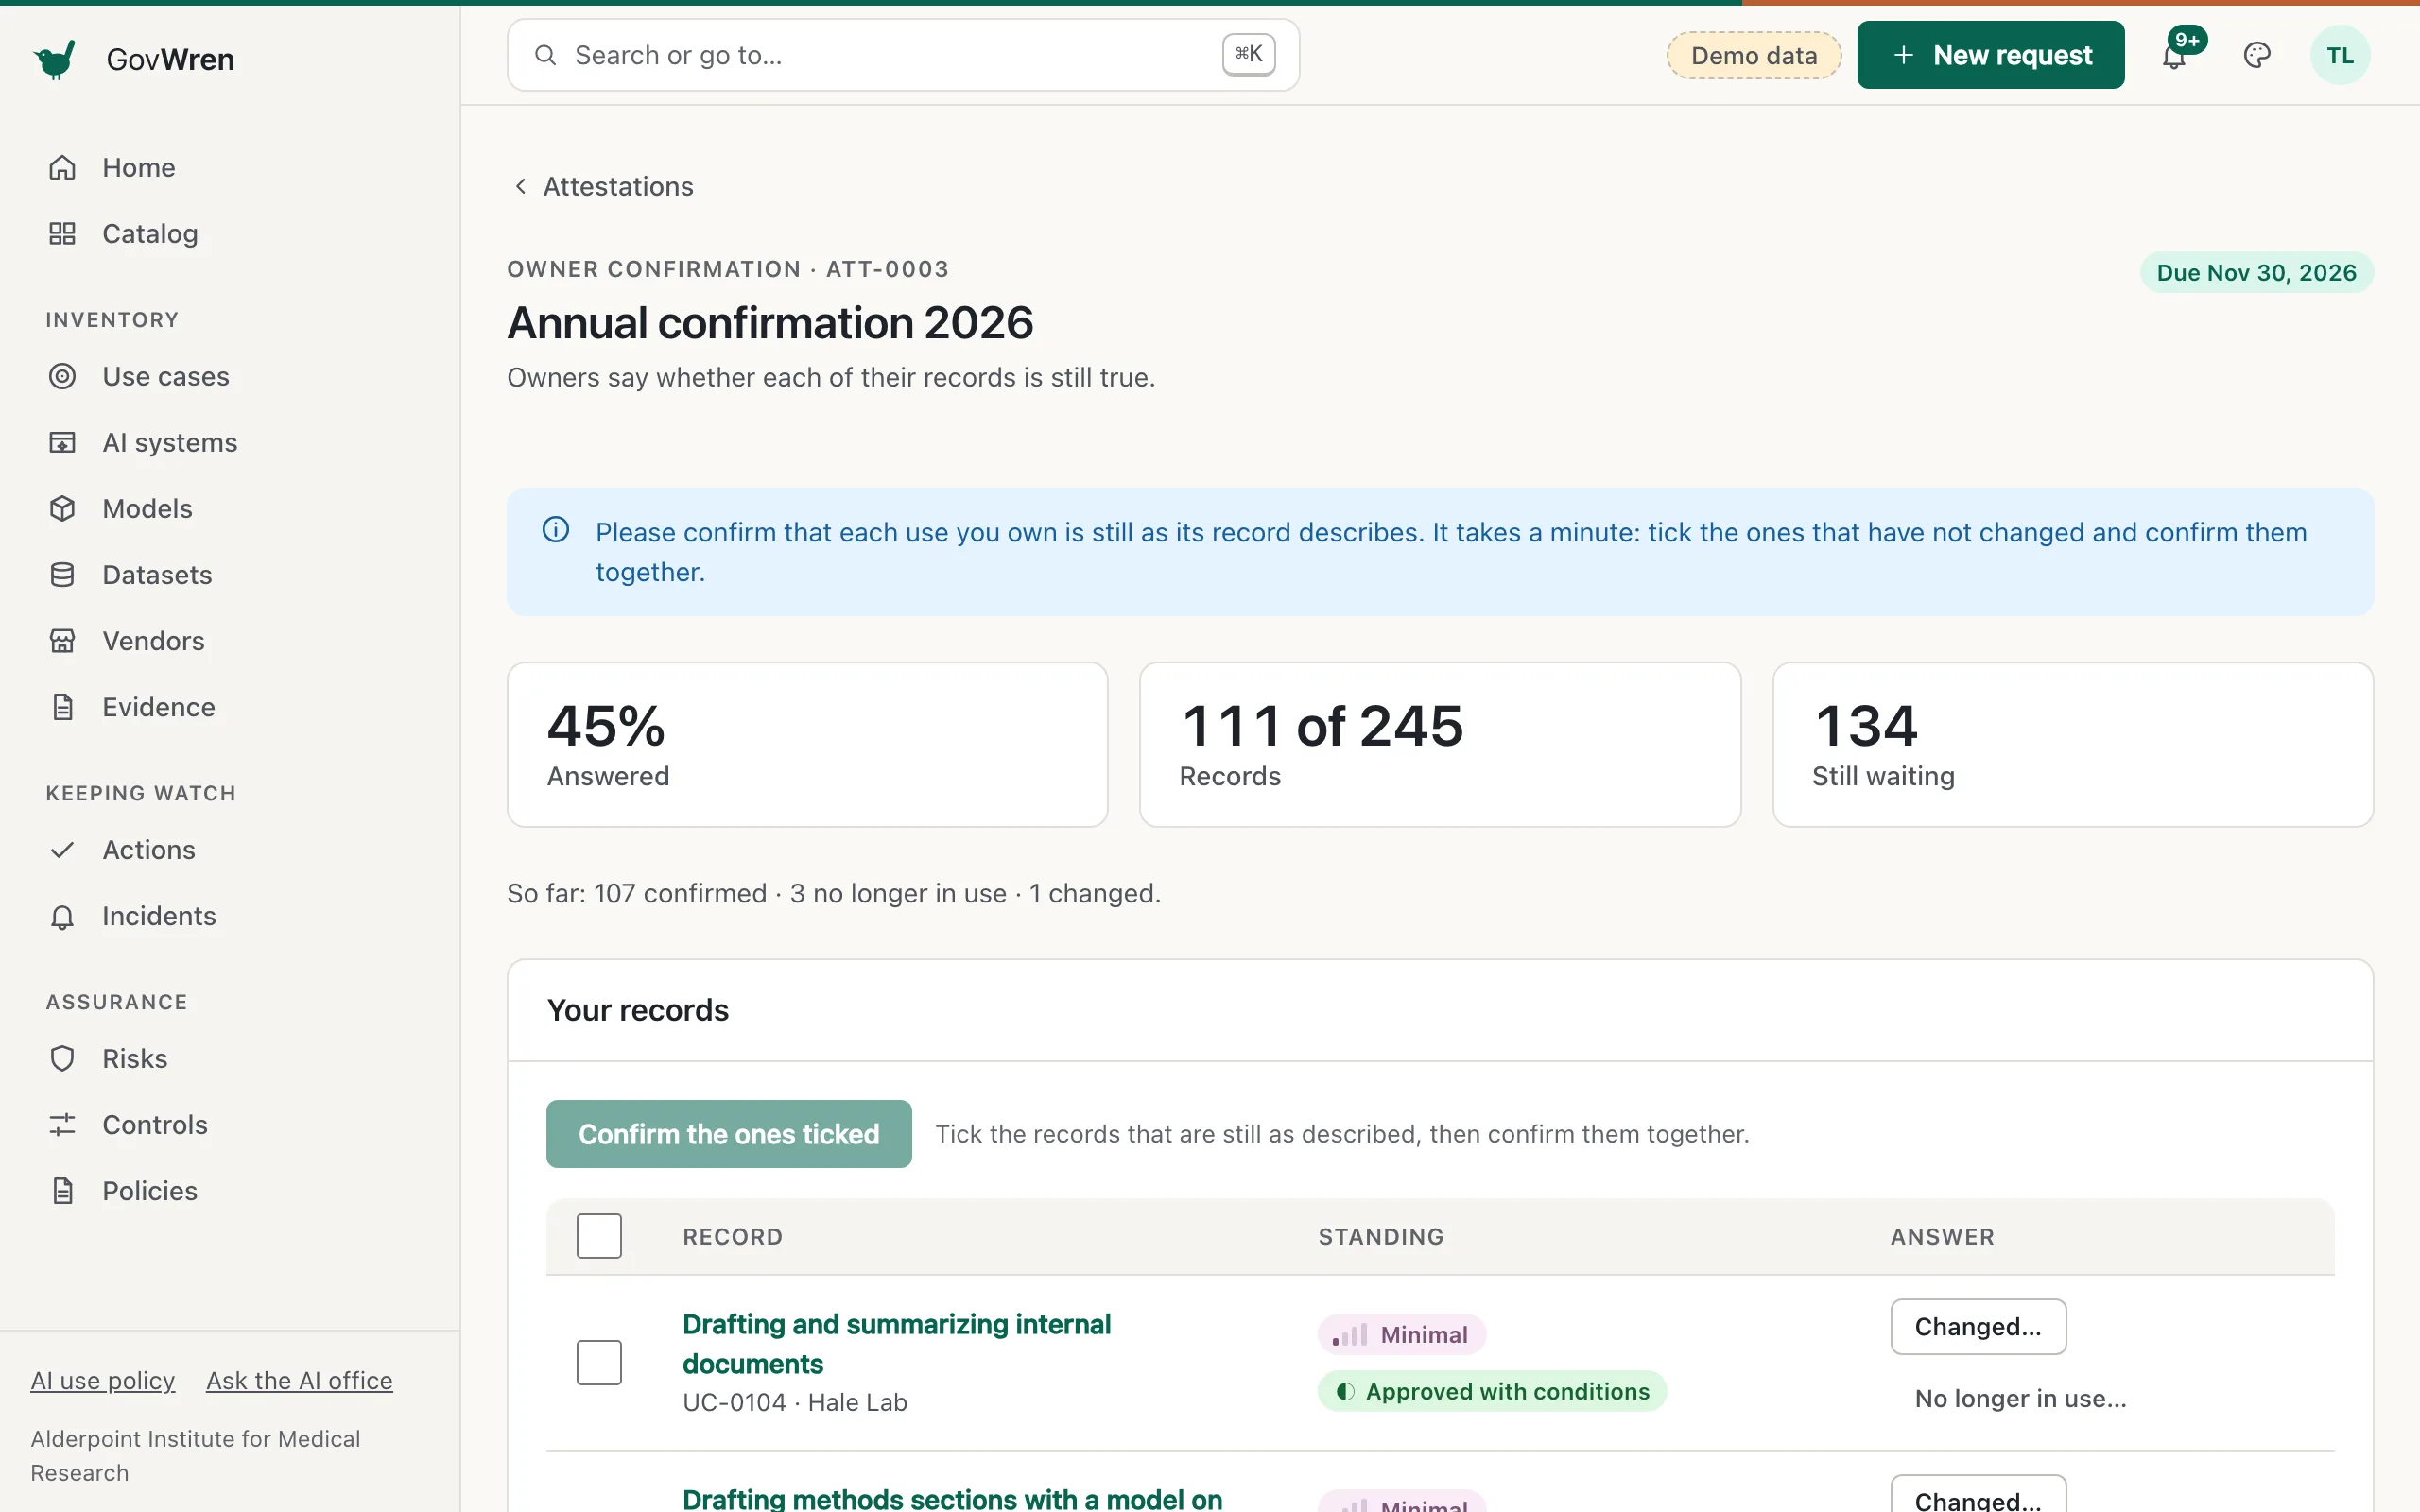 GovWren
Search or go to...
⌘K
Demo data
+ New request
9+
TL
Home
Catalog
INVENTORY
Use cases
AI systems
Models
Datasets
Vendors
Evidence
KEEPING WATCH
Actions
Incidents
ASSURANCE
Risks
Controls
Policies
AI use policy Ask the AI office
Alderpoint Institute for Medical
Research
Attestations
OWNER CONFIRMATION · ATT-0003
Due Nov 30, 2026
Annual confirmation 2026
Owners say whether each of their records is still true.
Please confirm that each use you own is still as its record describes. It takes a minute: tick the ones that have not changed and confirm them
together.
45%
Answered
111 of 245
Records
134
Still waiting
So far: 107 confirmed · 3 no longer in use · 1 changed.
Your records
Confirm the ones ticked
Tick the records that are still as described, then confirm them together.
RECORD STANDING ANSWER
Drafting and summarizing internal
documents
UC-0104 · Hale Lab
Minimal
Approved with conditions
Changed...
No longer in use...
Drafting methods sections with a model on
Minimal
Changed...